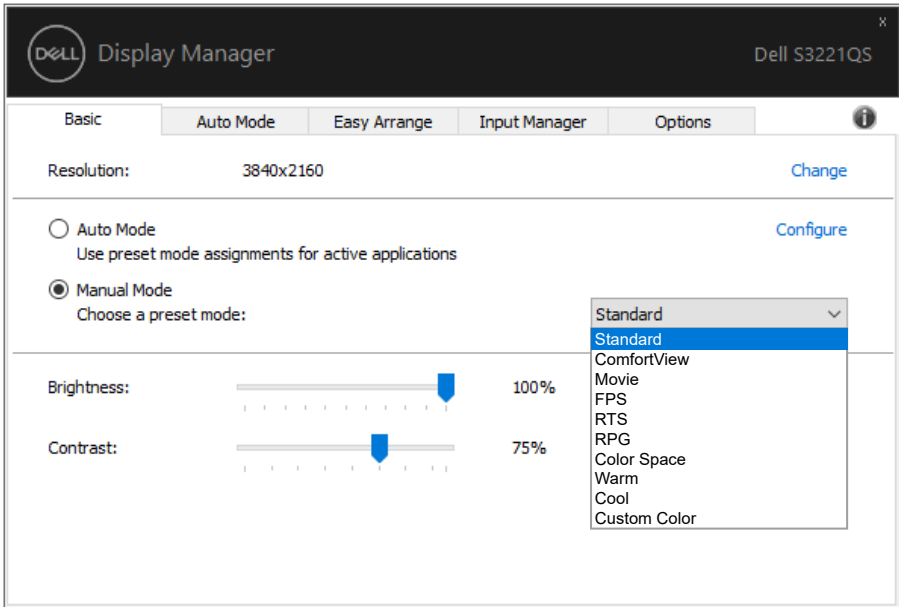 DELL Display Manager
x
Dell S3221QS
Basic Auto Mode Easy Arrange Input Manager Options i
Resolution: 3840x2160 Change
Auto Mode Configure
Use preset mode assignments for active applications
Manual Mode
Choose a preset mode: Standard
Standard
ComfortView
Movie
FPS
RTS
RPG
Color Space
Warm
Cool
Custom Color
Brightness: 100%
Contrast: 75%